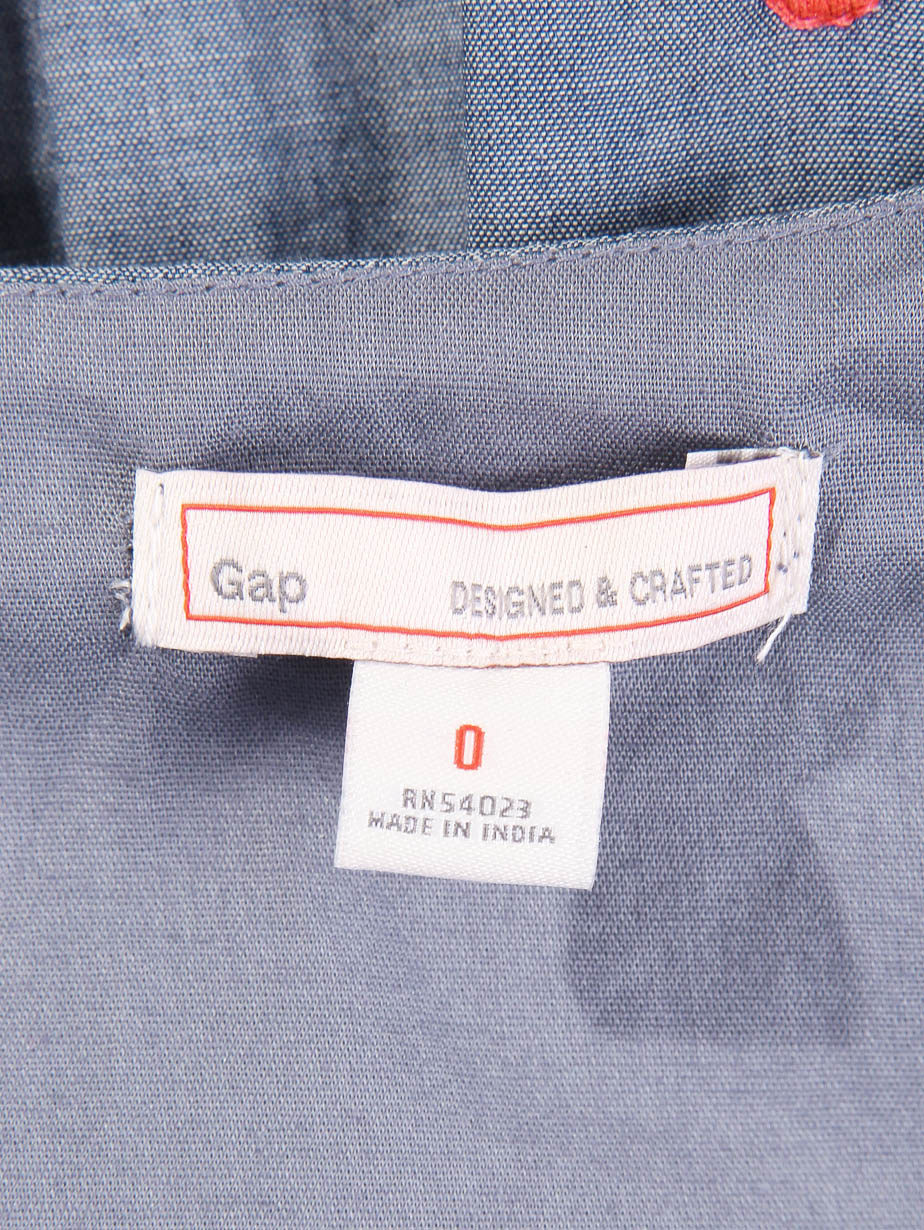 Gap DESIGNED & CRAFTED
0
RN54023
MADE IN INDIA